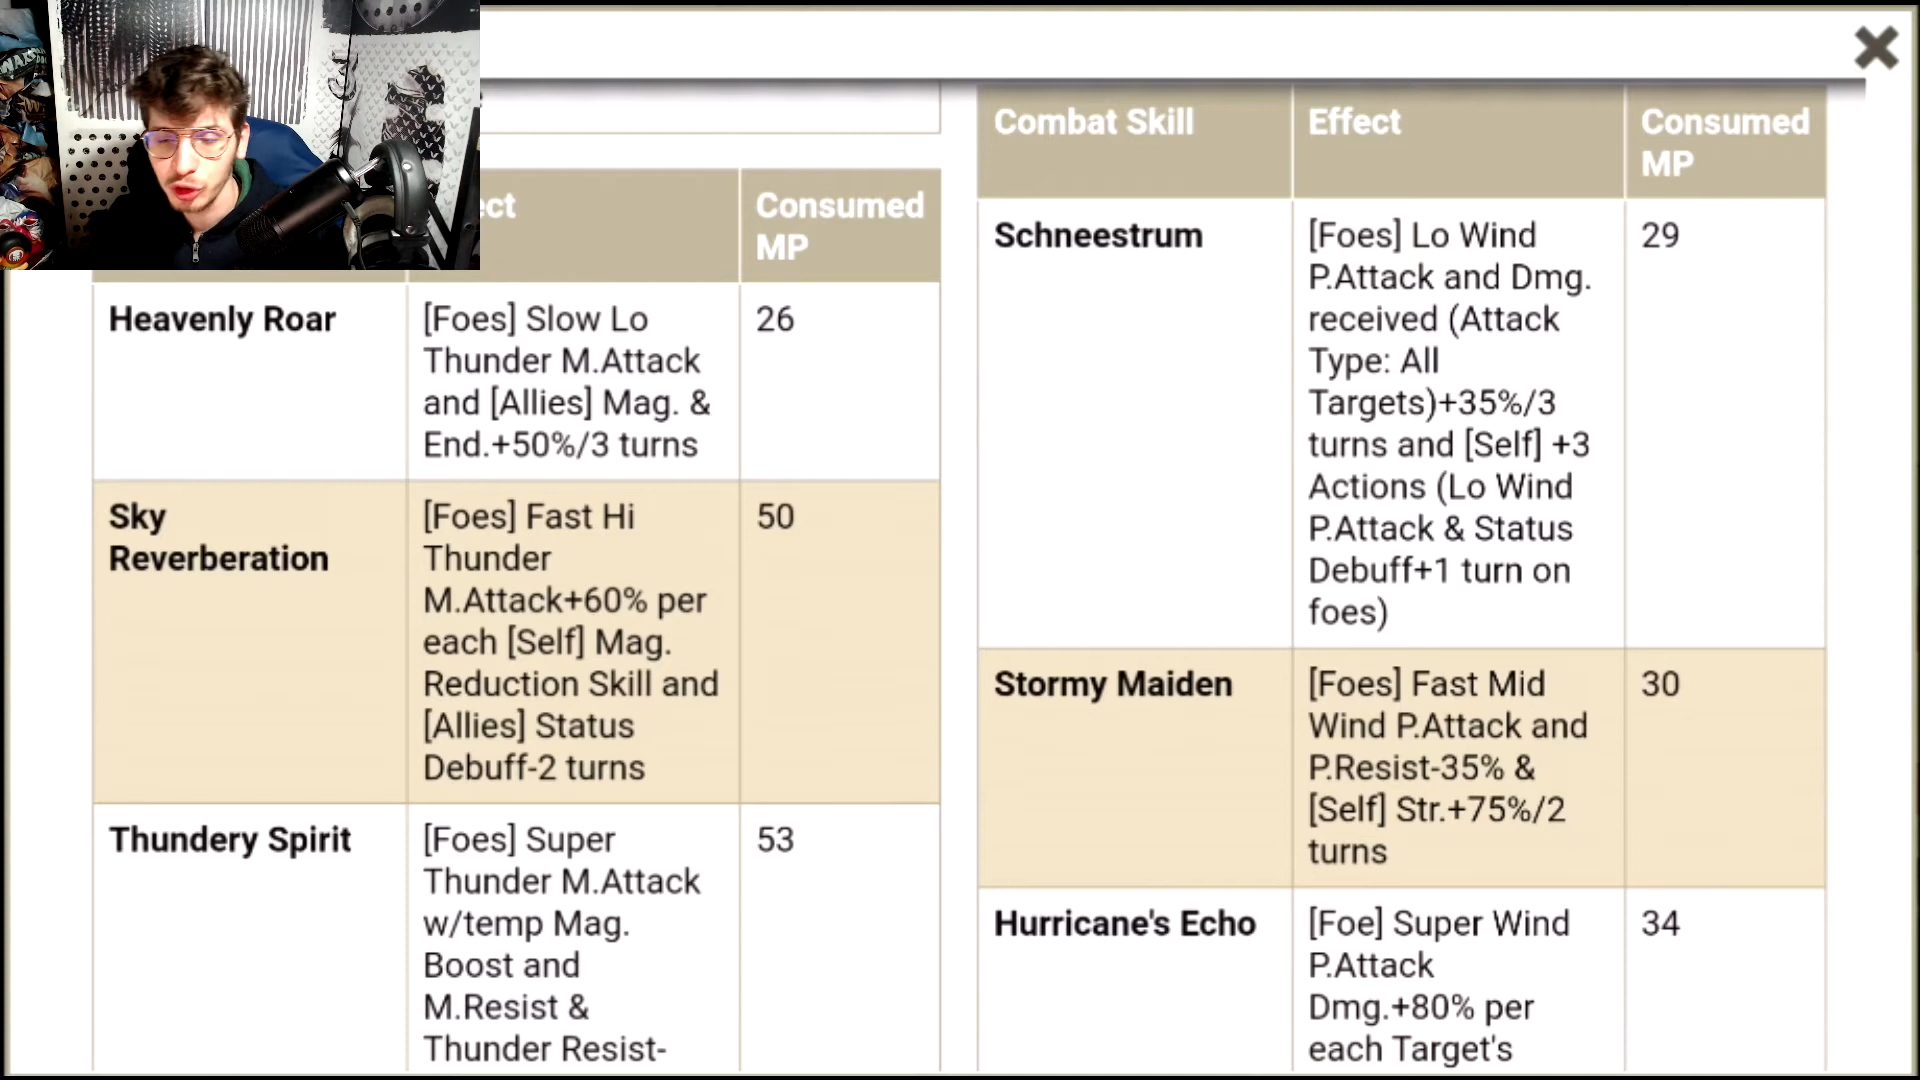 ect
Consumed
MP
Heavenly Roar
[Foes] Slow Lo
Thunder M.Attack
and [Allies] Mag. &
End.+50%/3 turns
26
Sky
Reverberation
[Foes] Fast Hi
Thunder
M.Attack+60% per
each [Self] Mag.
Reduction Skill and
[Allies] Status
Debuff-2 turns
50
Thundery Spirit
[Foes] Super
Thunder M.Attack
w/temp Mag.
Boost and
M.Resist &
Thunder Resist-
53
Combat Skill
Effect
Consumed
MP
Schneestrum
[Foes] Lo Wind
P.Attack and Dmg.
received (Attack
Type: All
Targets)+35%/3
turns and [Self] +3
Actions (Lo Wind
P.Attack & Status
Debuff+1 turn on
foes)
29
Stormy Maiden
[Foes] Fast Mid
Wind P.Attack and
P.Resist-35% &
[Self] Str.+75%/2
turns
30
Hurricane's Echo
[Foe] Super Wind
P.Attack
Dmg.+80% per
each Target's
34